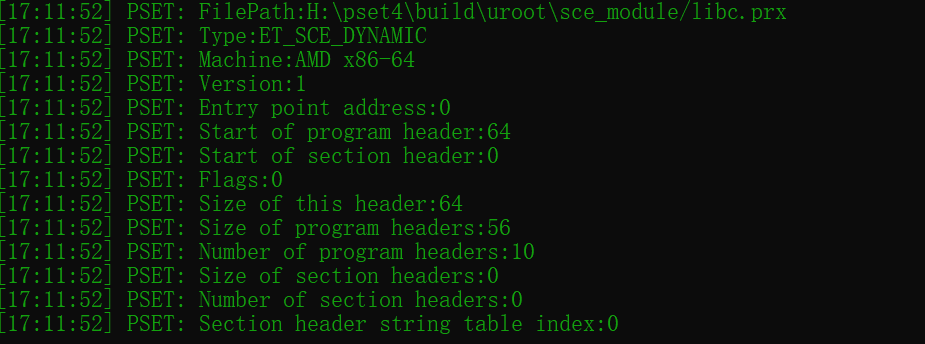 [17:11:52] PSET: FilePath:H:\pset4\build\uroot\sce_module/libc.prx
[17:11:52] PSET: Type:ET_SCE_DYNAMIC
[17:11:52] PSET: Machine:AMD x86-64
[17:11:52] PSET: Version:1
[17:11:52] PSET: Entry point address:0
[17:11:52] PSET: Start of program header:64
[17:11:52] PSET: Start of section header:0
[17:11:52] PSET: Flags:0
[17:11:52] PSET: Size of this header:64
[17:11:52] PSET: Size of program headers:56
[17:11:52] PSET: Number of program headers:10
[17:11:52] PSET: Size of section headers:0
[17:11:52] PSET: Number of section headers:0
[17:11:52] PSET: Section header string table index:0